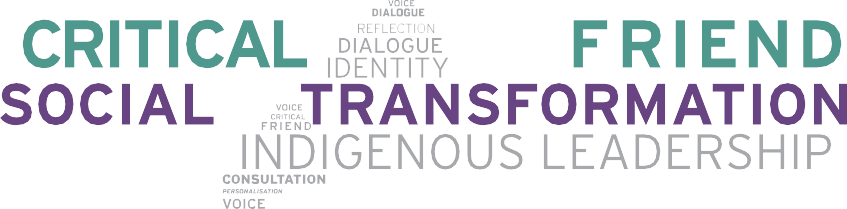 VOICE
DIALOGUE
REFLECTION
CRITICAL
DIALOGUE
FRIEND
IDENTITY
SOCIAL
TRANSFORMATION
VOICE
CRITICAL
FRIEND
INDIGENOUS LEADERSHIP
CONSULTATION
PERSONALISATION
VOICE